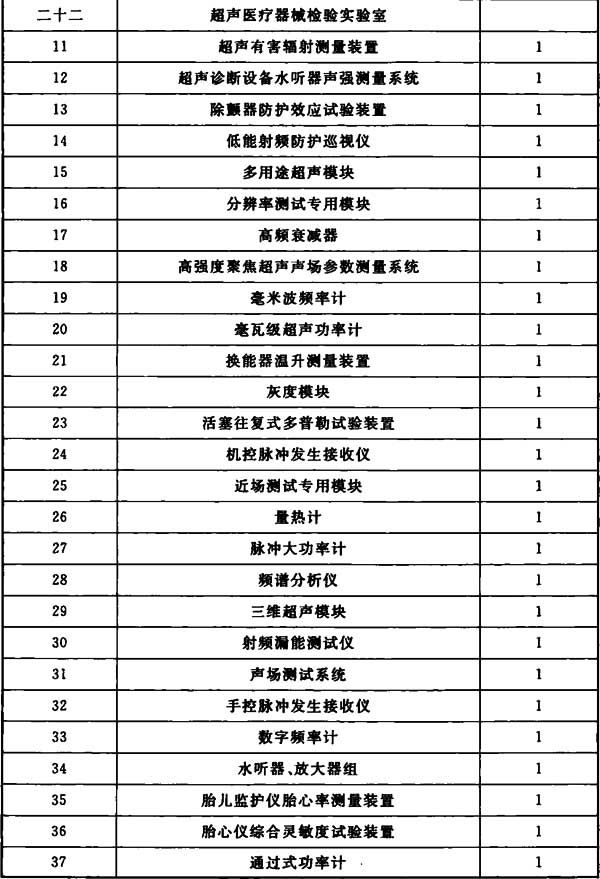 二十二 超声医疗器械检验实验室
11 超声有害辐射测量装置 1
12 超声诊断设备水听器声强测量系统 1
13 除颤器防护效应试验装置 1
14 低能射频防护巡视仪 1
15 多用途超声模块 1
16 分辨率测试专用模块 1
17 高频衰减器 1
18 高强度聚焦超声声场参数测量系统 1
19 毫米波频率计 1
20 毫瓦级超声功率计 1
21 换能器温升测量装置 1
22 灰度模块 1
23 活塞往复式多普勒试验装置 1
24 机控脉冲发生接收仪 1
25 近场测试专用模块 1
26 量热计 1
27 脉冲大功率计 1
28 频谱分析仪 1
29 三维超声模块 1
30 射频漏能测试仪 1
31 声场测试系统 1
32 手控脉冲发生接收仪 1
33 数字频率计 1
34 水听器、放大器组 1
35 胎儿监护仪胎心率测量装置 1
36 胎心仪综合灵敏度试验装置 1
37 通过式功率计 1